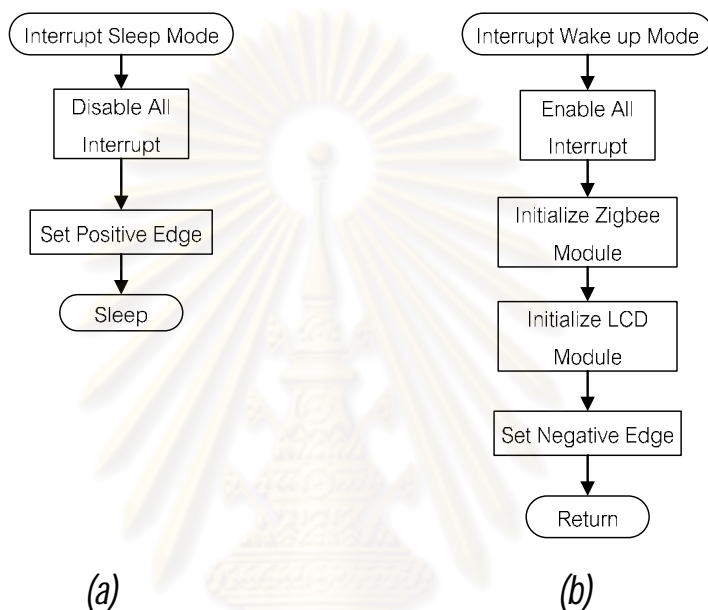 Interrupt Sleep Mode
Disable All
Interrupt
Set Positive Edge
Sleep
(a)
Interrupt Wake up Mode
Enable All
Interrupt
Initialize Zigbee
Module
Initialize LCD
Module
Set Negative Edge
Return
(b)